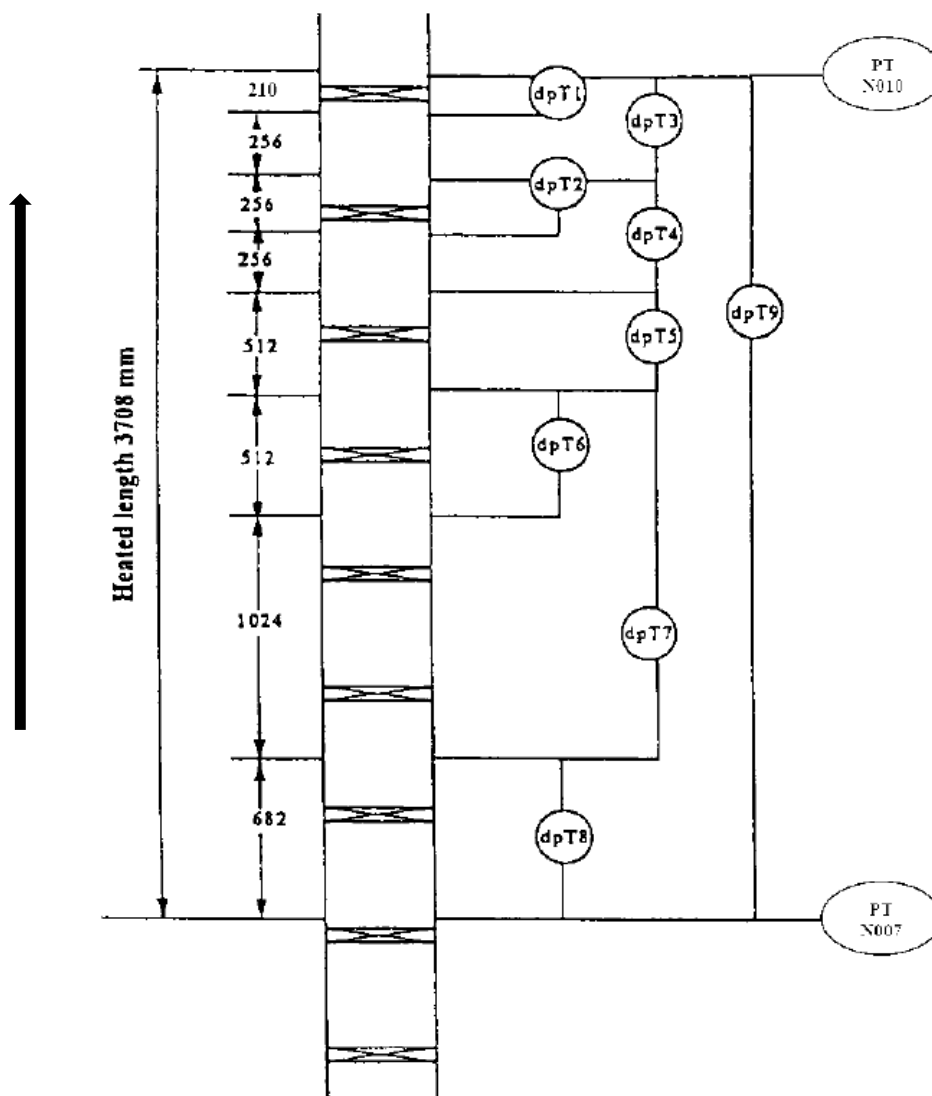 PT
N010
210
dpT1
dpT3
256
dpT2
256
dpT4
256
dpT9
dpT5
512
dpT6
512
Heated length 3708 mm
1024
dpT7
682
dpT8
PT
N007